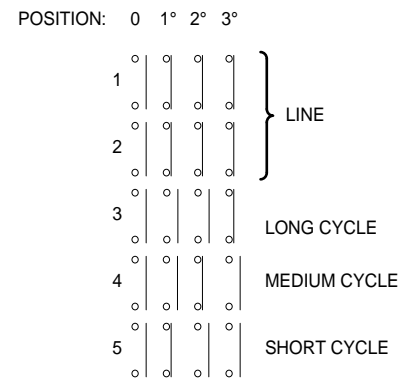 POSITION: 0 1° 2° 3°
1
LINE
2
3
LONG CYCLE
4 MEDIUM CYCLE
5 SHORT CYCLE